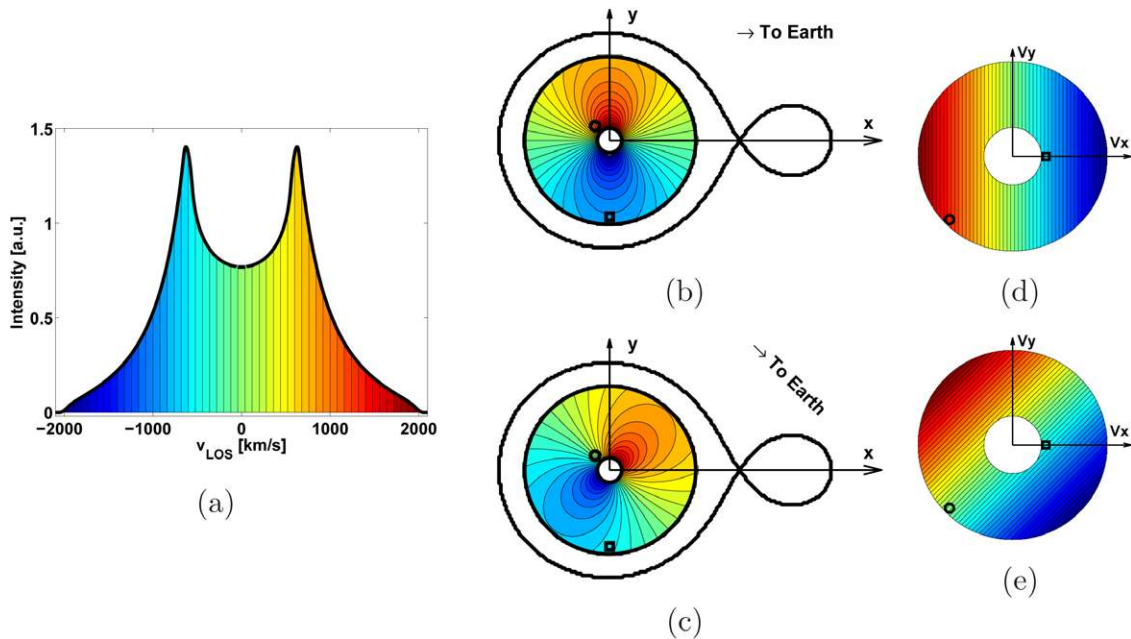 Intensity [a.u.]
1.5
1
0.5
0
−2000 −1000 0 1000 2000
v_LOS [km/s]
(a)
y
→ To Earth
x
(b)
y
→ To Earth
x
(c)
Vy
Vx
(d)
Vy
Vx
(e)